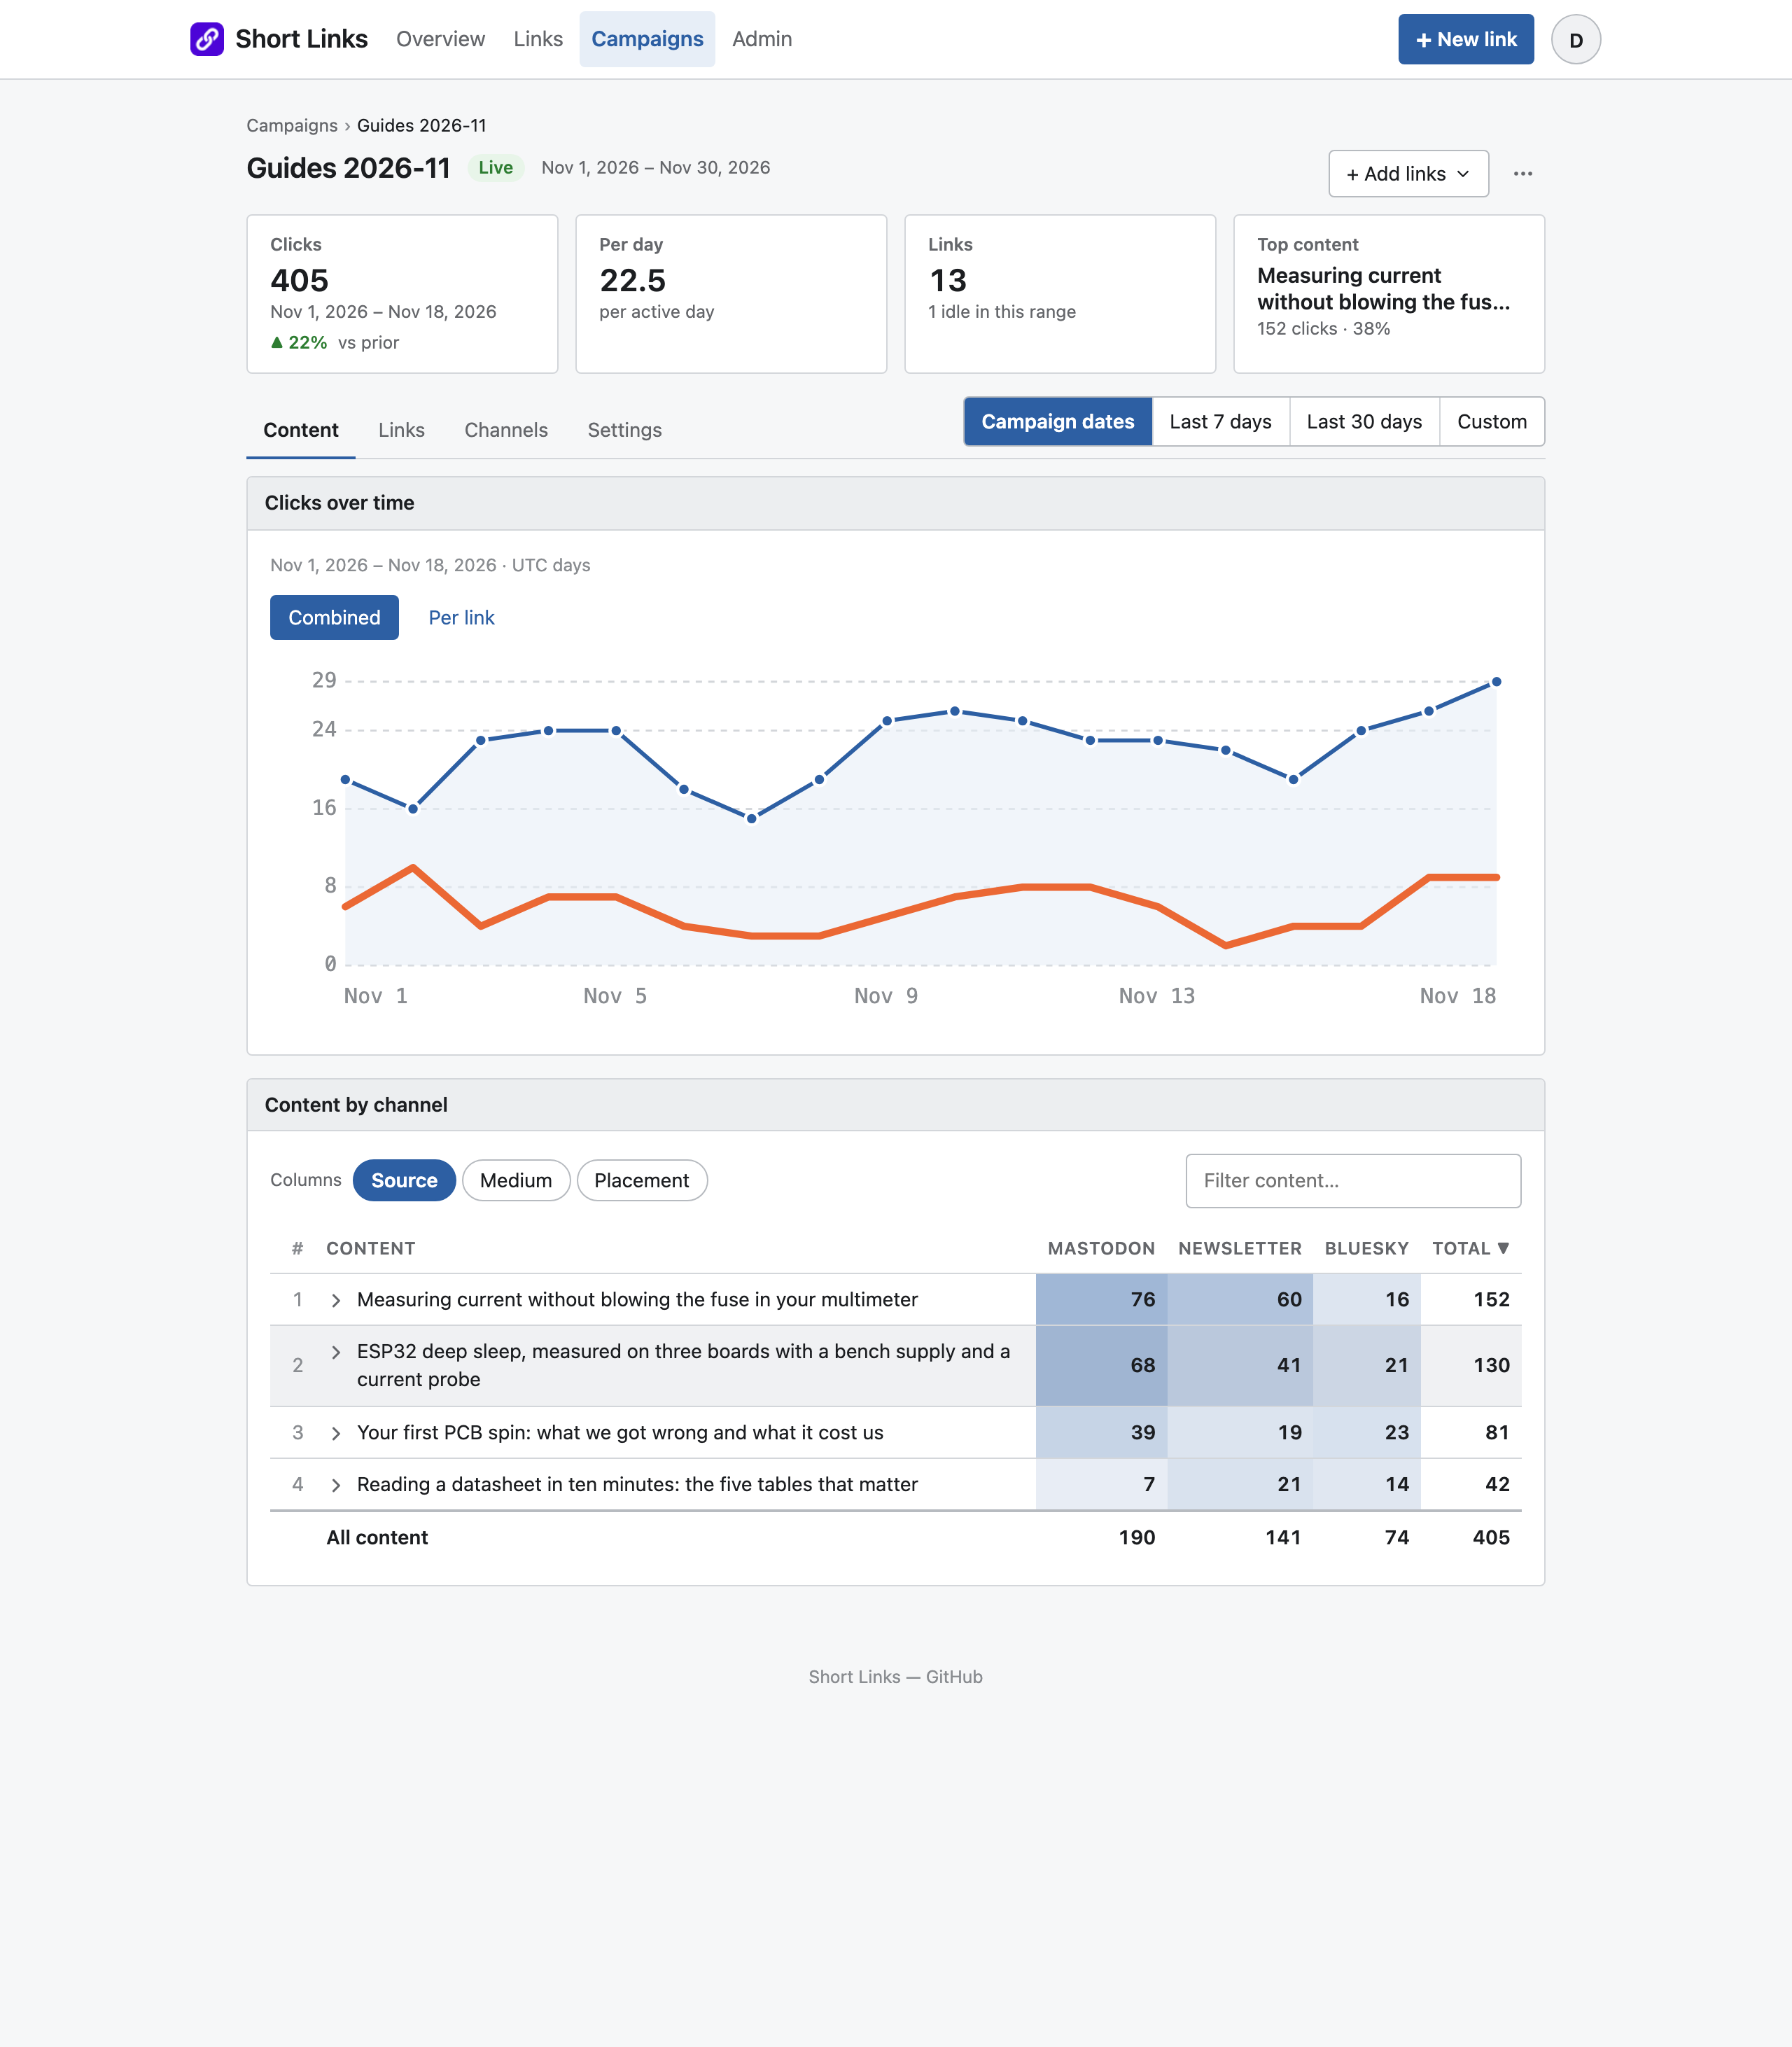 Short Links Overview Links Campaigns Admin + New link D
Campaigns › Guides 2026-11
Guides 2026-11 Live Nov 1, 2026 – Nov 30, 2026 + Add links ...
Clicks
405
Nov 1, 2026 – Nov 18, 2026
▲ 22% vs prior
Per day
22.5
per active day
Links
13
1 idle in this range
Top content
Measuring current
without blowing the fus...
152 clicks · 38%
Content Links Channels Settings Campaign dates Last 7 days Last 30 days Custom
Clicks over time
Nov 1, 2026 – Nov 18, 2026 · UTC days
Combined Per link
29
24
16
8
0
Nov 1 Nov 5 Nov 9 Nov 13 Nov 18
Content by channel
Columns Source Medium Placement Filter content...
# CONTENT MASTODON NEWSLETTER BLUESKY TOTAL ▼
1 Measuring current without blowing the fuse in your multimeter 76 60 16 152
2 ESP32 deep sleep, measured on three boards with a bench supply and a
current probe 68 41 21 130
3 Your first PCB spin: what we got wrong and what it cost us 39 19 23 81
4 Reading a datasheet in ten minutes: the five tables that matter 7 21 14 42
All content 190 141 74 405
Short Links — GitHub